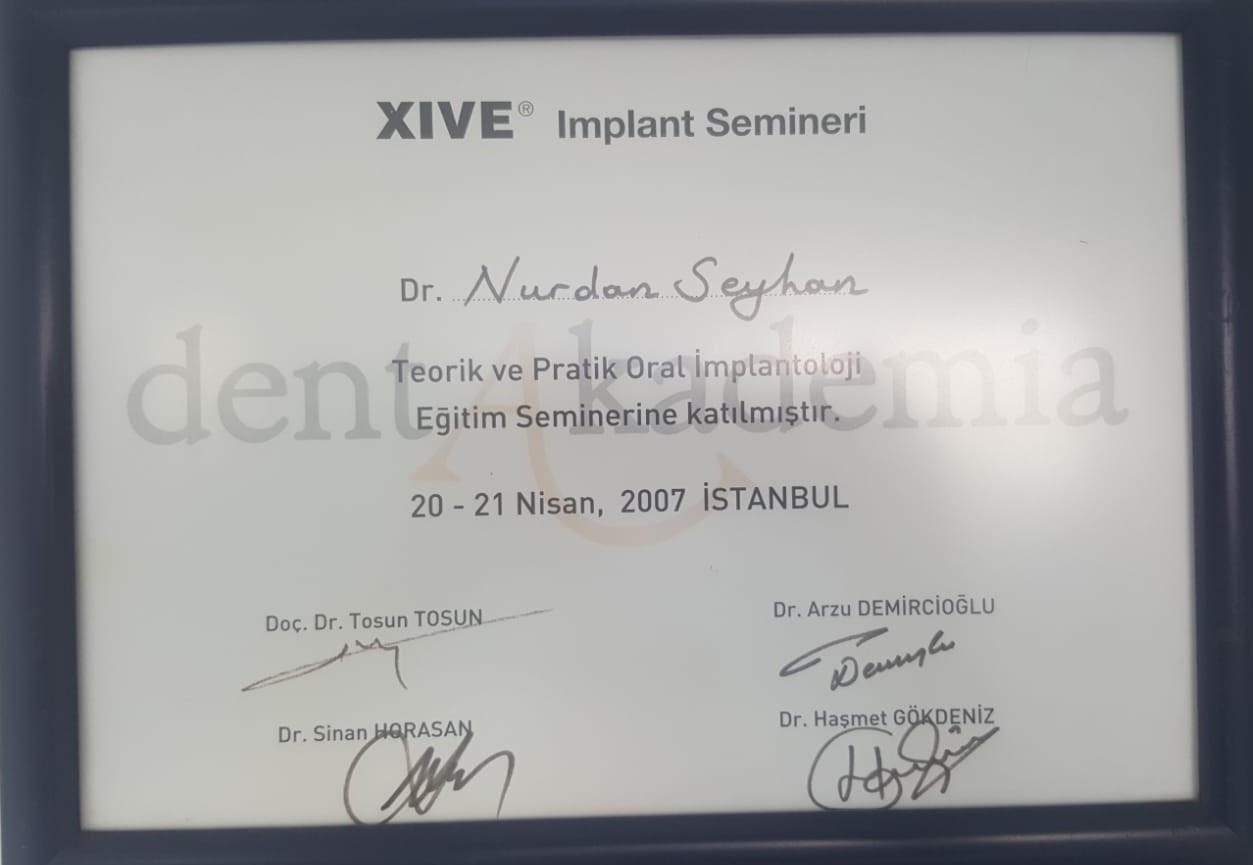 XIVE® Implant Semineri
Dr. Nurdan Seyhan
dentAkademia
Teorik ve Pratik Oral İmplantoloji
Eğitim Seminerine katılmıştır.
20 - 21 Nisan, 2007 İSTANBUL
Doç. Dr. Tosun TOSUN
Dr. Arzu DEMİRCİOĞLU
Dr. Sinan HORASAN
Dr. Haşmet GÖKDENİZ